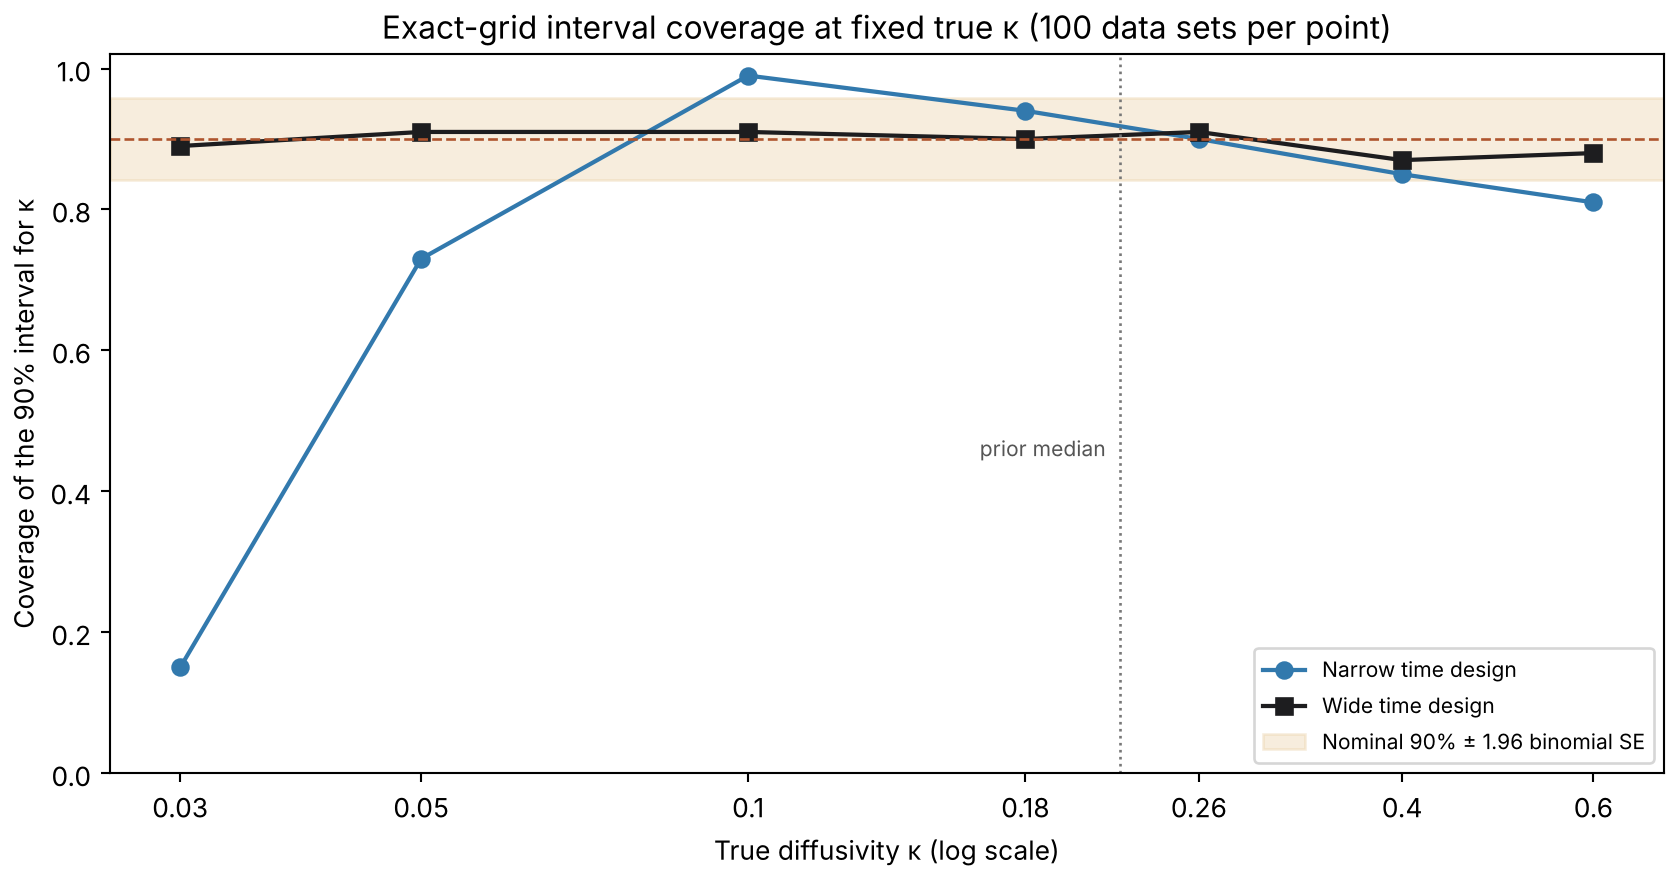 Exact-grid interval coverage at fixed true κ (100 data sets per point)
Coverage of the 90% interval for κ
1.0
0.8
0.6
0.4
0.2
0.0
prior median
Narrow time design
Wide time design
Nominal 90% ± 1.96 binomial SE
0.03
0.05
0.1
0.18
0.26
0.4
0.6
True diffusivity κ (log scale)